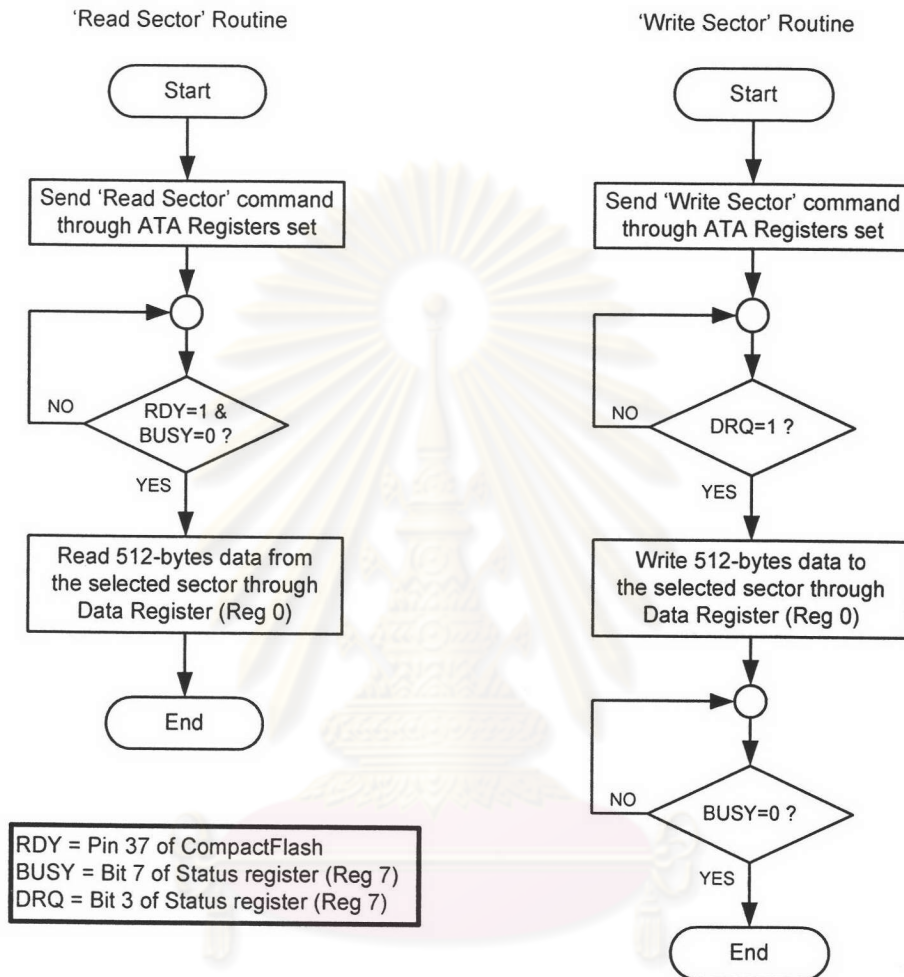 'Read Sector' Routine
Start
Send 'Read Sector' command
through ATA Registers set
NO
RDY=1 &
BUSY=0 ?
YES
Read 512-bytes data from
the selected sector through
Data Register (Reg 0)
End
RDY = Pin 37 of CompactFlash
BUSY = Bit 7 of Status register (Reg 7)
DRQ = Bit 3 of Status register (Reg 7)
'Write Sector' Routine
Start
Send 'Write Sector' command
through ATA Registers set
NO
DRQ=1 ?
YES
Write 512-bytes data to
the selected sector through
Data Register (Reg 0)
NO
BUSY=0 ?
YES
End